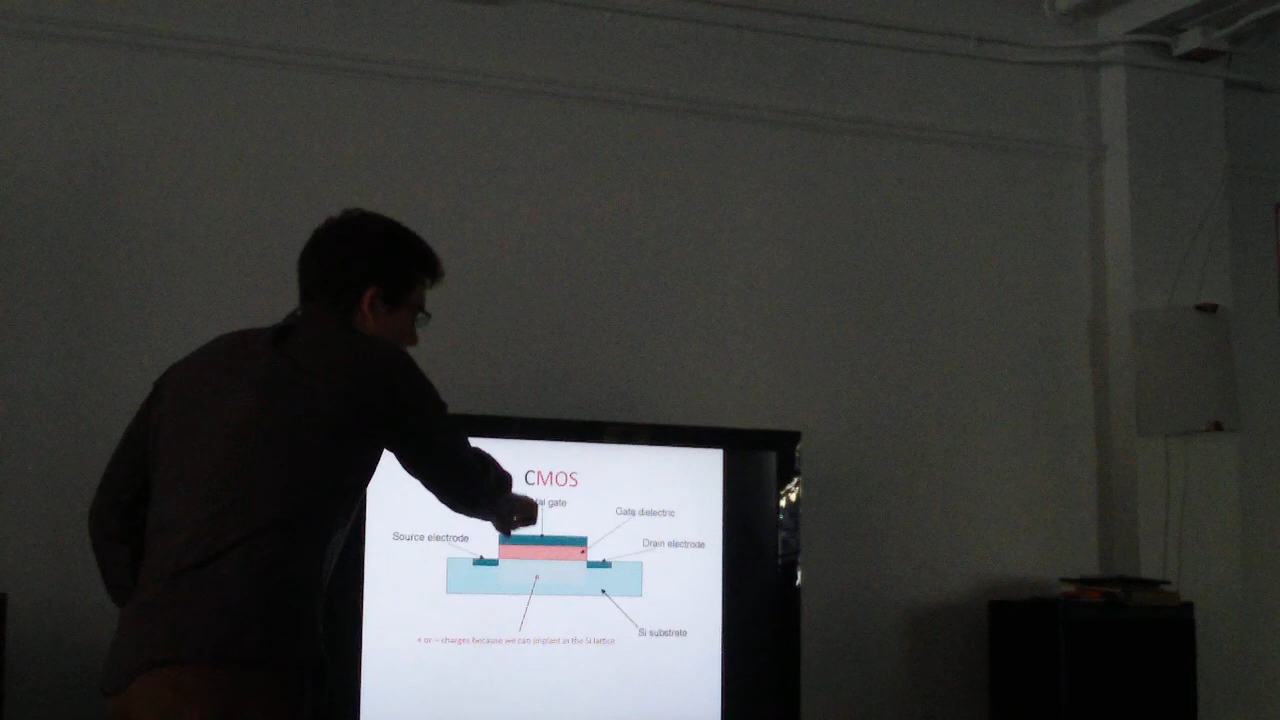 CMOS
gate
Gate dielectric
Source electrode
Drain electrode
Si substrate
+ or – charges because we can implant in the Si lattice